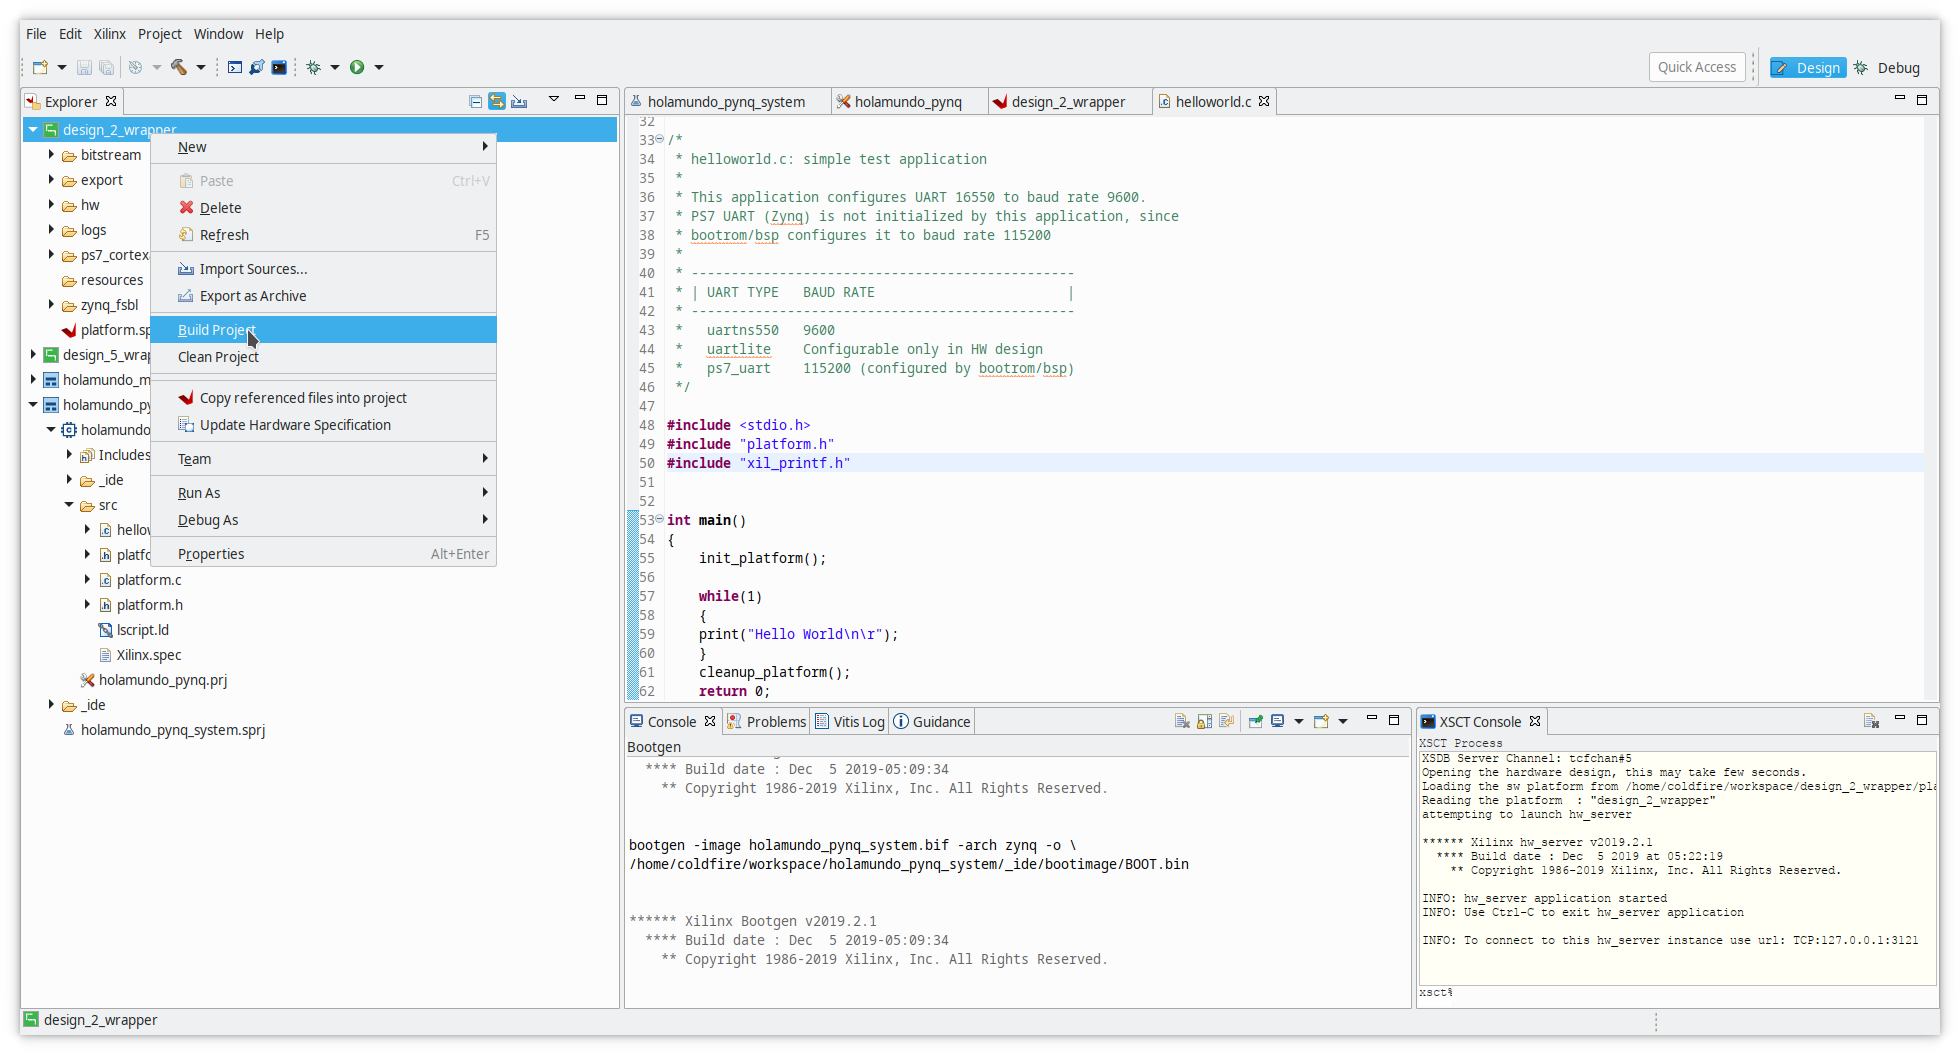 File Edit Xilinx Project Window Help
Quick Access
Design
Debug
Explorer
design_2_wrapper
bitstream
export
hw
logs
ps7_cortex
resources
zynq_fsbl
platform.sp
design_5_wrap
holamundo_m
holamundo_py
holamundo
Includes
_ide
src
hellow
platfo
platform.c
platform.h
lscript.ld
Xilinx.spec
holamundo_pynq.prj
_ide
holamundo_pynq_system.sprj
New
Paste Ctrl+V
Delete
Refresh F5
Import Sources...
Export as Archive
Build Project
Clean Project
Copy referenced files into project
Update Hardware Specification
Team
Run As
Debug As
Properties Alt+Enter
holamundo_pynq_system
holamundo_pynq
design_2_wrapper
helloworld.c
32
33 /*
34 * helloworld.c: simple test application
35 *
36 * This application configures UART 16550 to baud rate 9600.
37 * PS7 UART (Zynq) is not initialized by this application, since
38 * bootrom/bsp configures it to baud rate 115200
39 *
40 * ------------------------------------------------
41 * | UART TYPE   BAUD RATE                        |
42 * ------------------------------------------------
43 *   uartns550   9600
44 *   uartlite    Configurable only in HW design
45 *   ps7_uart    115200 (configured by bootrom/bsp)
46 */
47
48 #include <stdio.h>
49 #include "platform.h"
50 #include "xil_printf.h"
51
52
53 int main()
54 {
55     init_platform();
56
57     while(1)
58     {
59     print("Hello World\n\r");
60     }
61     cleanup_platform();
62     return 0;
Console
Problems
Vitis Log
Guidance
Bootgen
**** Build date : Dec  5 2019-05:09:34
** Copyright 1986-2019 Xilinx, Inc. All Rights Reserved.
bootgen -image holamundo_pynq_system.bif -arch zynq -o \
/home/coldfire/workspace/holamundo_pynq_system/_ide/bootimage/BOOT.bin
****** Xilinx Bootgen v2019.2.1
**** Build date : Dec  5 2019-05:09:34
** Copyright 1986-2019 Xilinx, Inc. All Rights Reserved.
XSCT Console
XSCT Process
XSDB Server Channel: tcfchan#5
Opening the hardware design, this may take few seconds.
Loading the sw platform from /home/coldfire/workspace/design_2_wrapper/pla
Reading the platform  : "design_2_wrapper"
attempting to launch hw_server
****** Xilinx hw_server v2019.2.1
**** Build date : Dec  5 2019 at 05:22:19
** Copyright 1986-2019 Xilinx, Inc. All Rights Reserved.
INFO: hw_server application started
INFO: Use Ctrl-C to exit hw_server application
INFO: To connect to this hw_server instance use url: TCP:127.0.0.1:3121
xsct%
design_2_wrapper